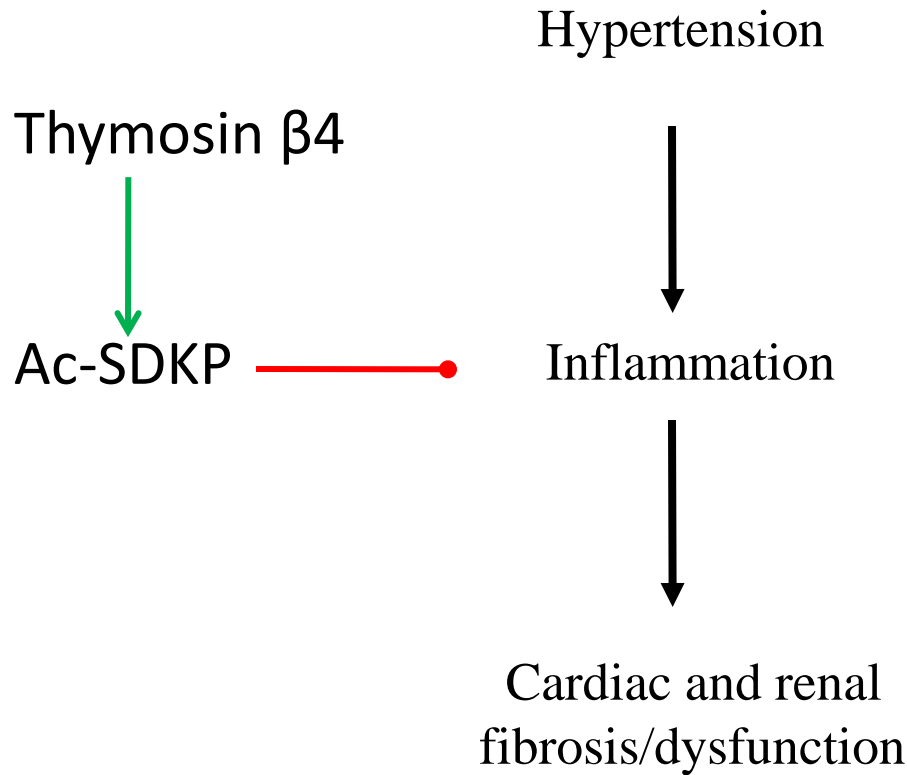 Hypertension
Thymosin β4
Ac-SDKP
Inflammation
Cardiac and renal
fibrosis/dysfunction